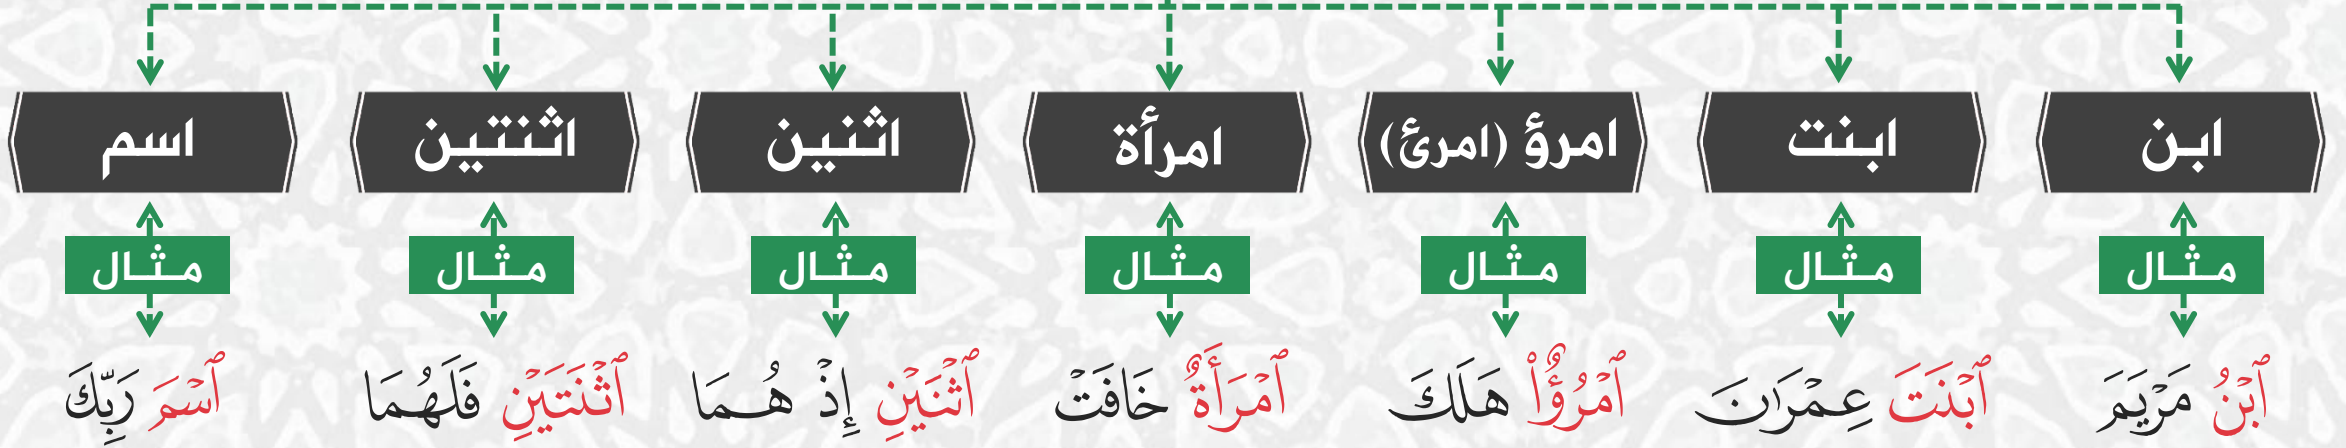 ابن ابنت امرؤ (امرئ) امرأة اثنين اثنتين اسم
مثال مثال مثال مثال مثال مثال مثال
ٱبۡنُ مَرۡيَمَ ٱبۡنَتَ عِمۡرَٰنَ ٱمۡرُؤٌاْ هَلَكَ ٱمۡرَأَةٌ خَافَتۡ ٱثۡنَيۡنِ إِذۡ هُمَا ٱثۡنَتَيۡنِ فَلَهُمَا ٱسۡمَ رَبِّكَ